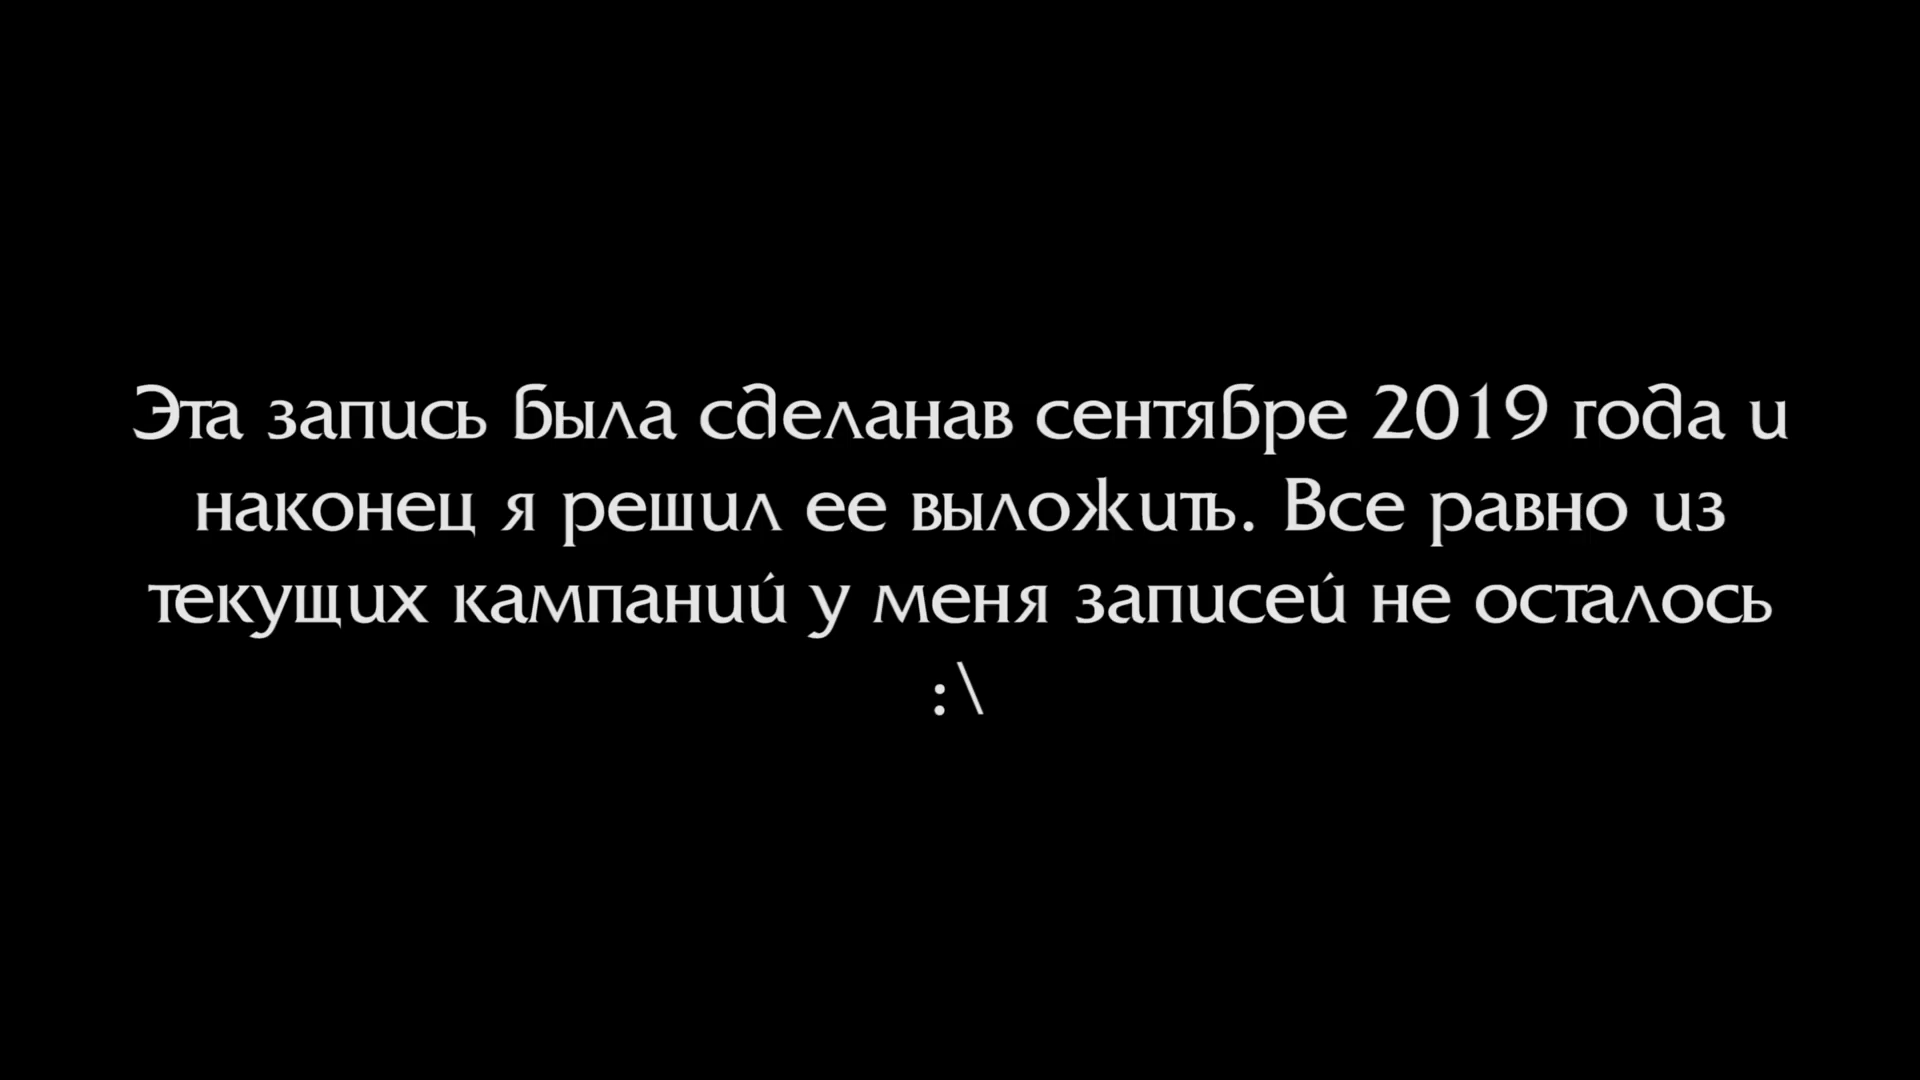 Эта запись была сделанав сентябре 2019 года и
наконец я решил ее выложить. Все равно из
текущих кампаний у меня записей не осталось
:\